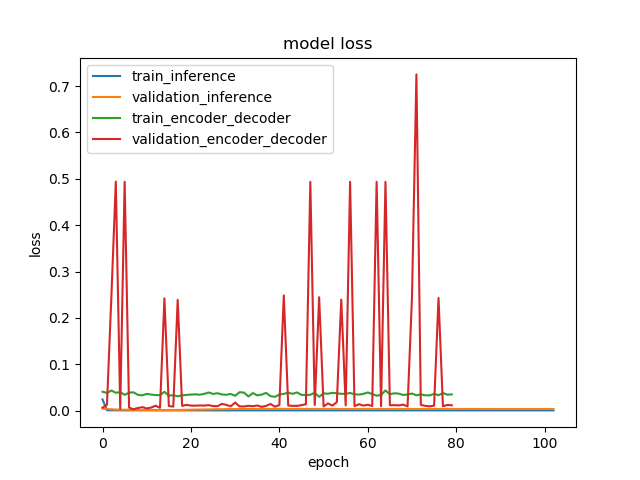 model loss
train_inference
validation_inference
train_encoder_decoder
validation_encoder_decoder
0.7
0.6
0.5
0.4
0.3
0.2
0.1
0.0
loss
0 20 40 60 80 100
epoch